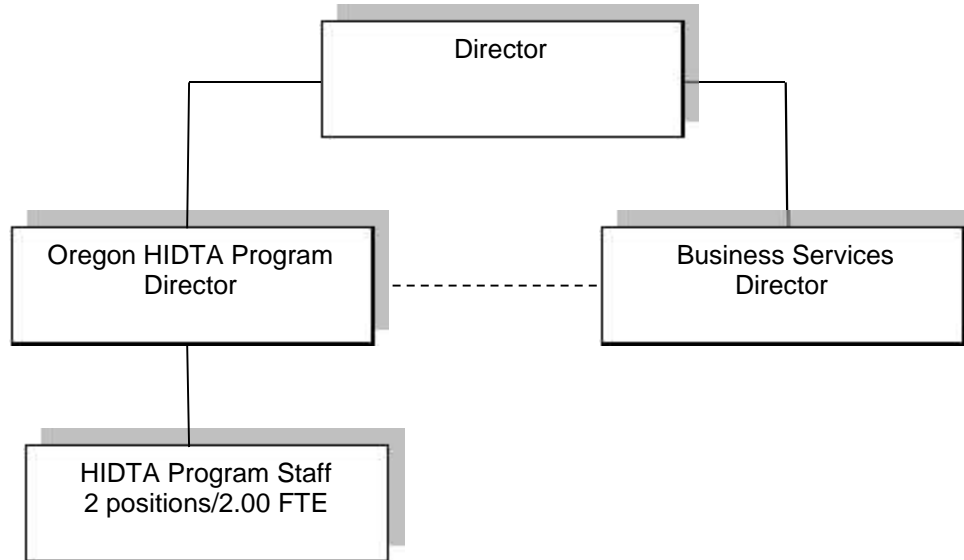 Director
Oregon HIDTA Program
Director
Business Services
Director
HIDTA Program Staff
2 positions/2.00 FTE